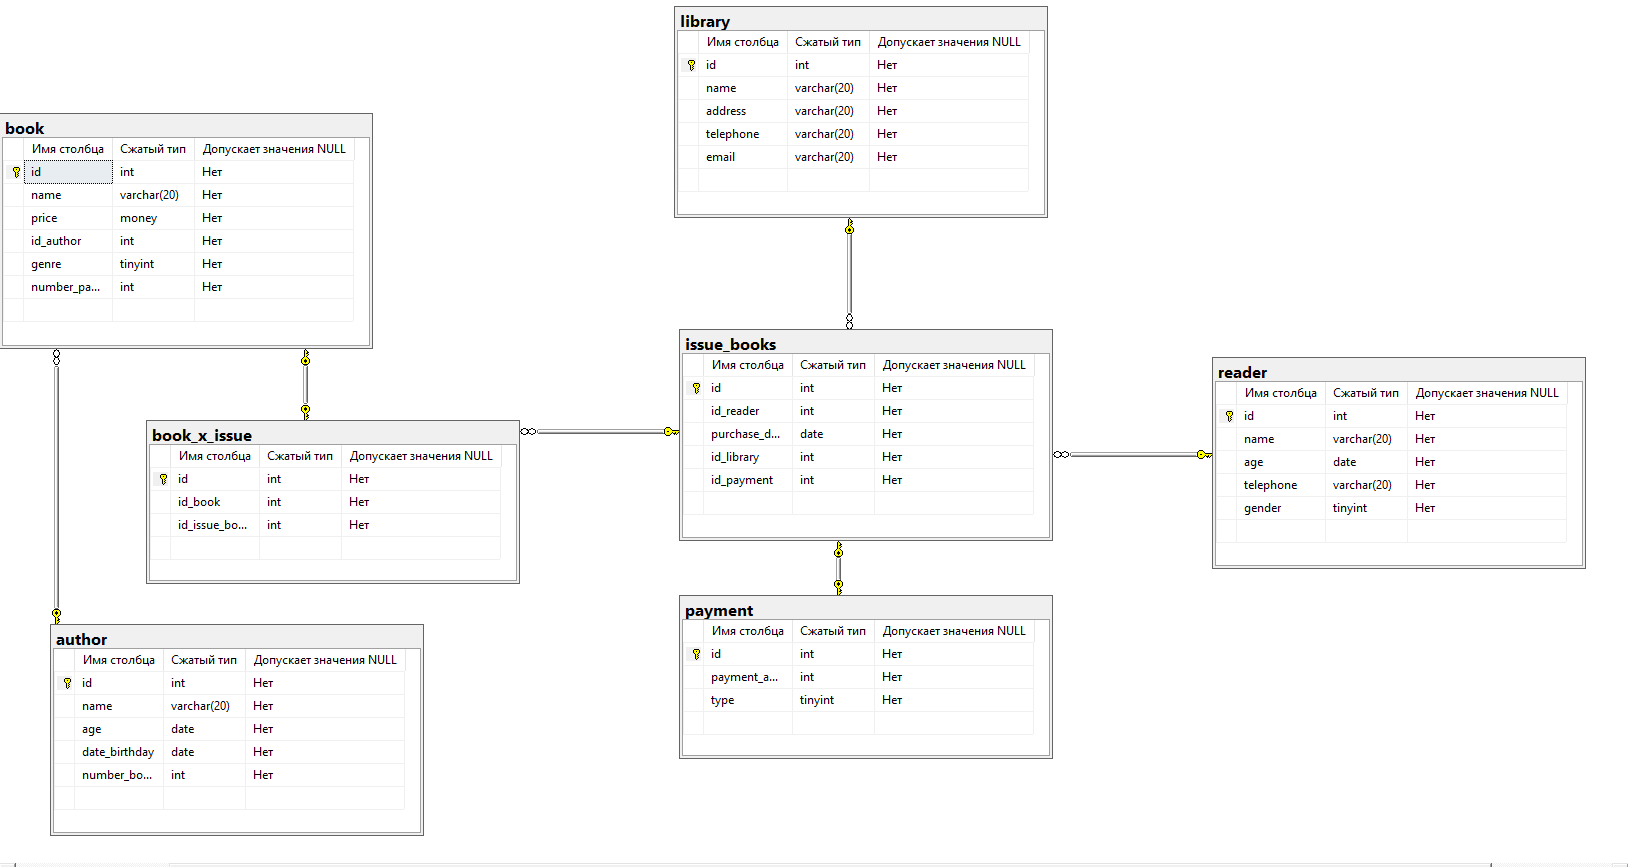 library
Имя столбца Сжатый тип Допускает значения NULL
id int Нет
name varchar(20) Нет
address varchar(20) Нет
telephone varchar(20) Нет
email varchar(20) Нет
book
Имя столбца Сжатый тип Допускает значения NULL
id int Нет
name varchar(20) Нет
price money Нет
id_author int Нет
genre tinyint Нет
number_pa... int Нет
issue_books
Имя столбца Сжатый тип Допускает значения NULL
id int Нет
id_reader int Нет
purchase_d... date Нет
id_library int Нет
id_payment int Нет
reader
Имя столбца Сжатый тип Допускает значения NULL
id int Нет
name varchar(20) Нет
age date Нет
telephone varchar(20) Нет
gender tinyint Нет
book_x_issue
Имя столбца Сжатый тип Допускает значения NULL
id int Нет
id_book int Нет
id_issue_bo... int Нет
payment
Имя столбца Сжатый тип Допускает значения NULL
id int Нет
payment_a... int Нет
type tinyint Нет
author
Имя столбца Сжатый тип Допускает значения NULL
id int Нет
name varchar(20) Нет
age date Нет
date_birthday date Нет
number_bo... int Нет